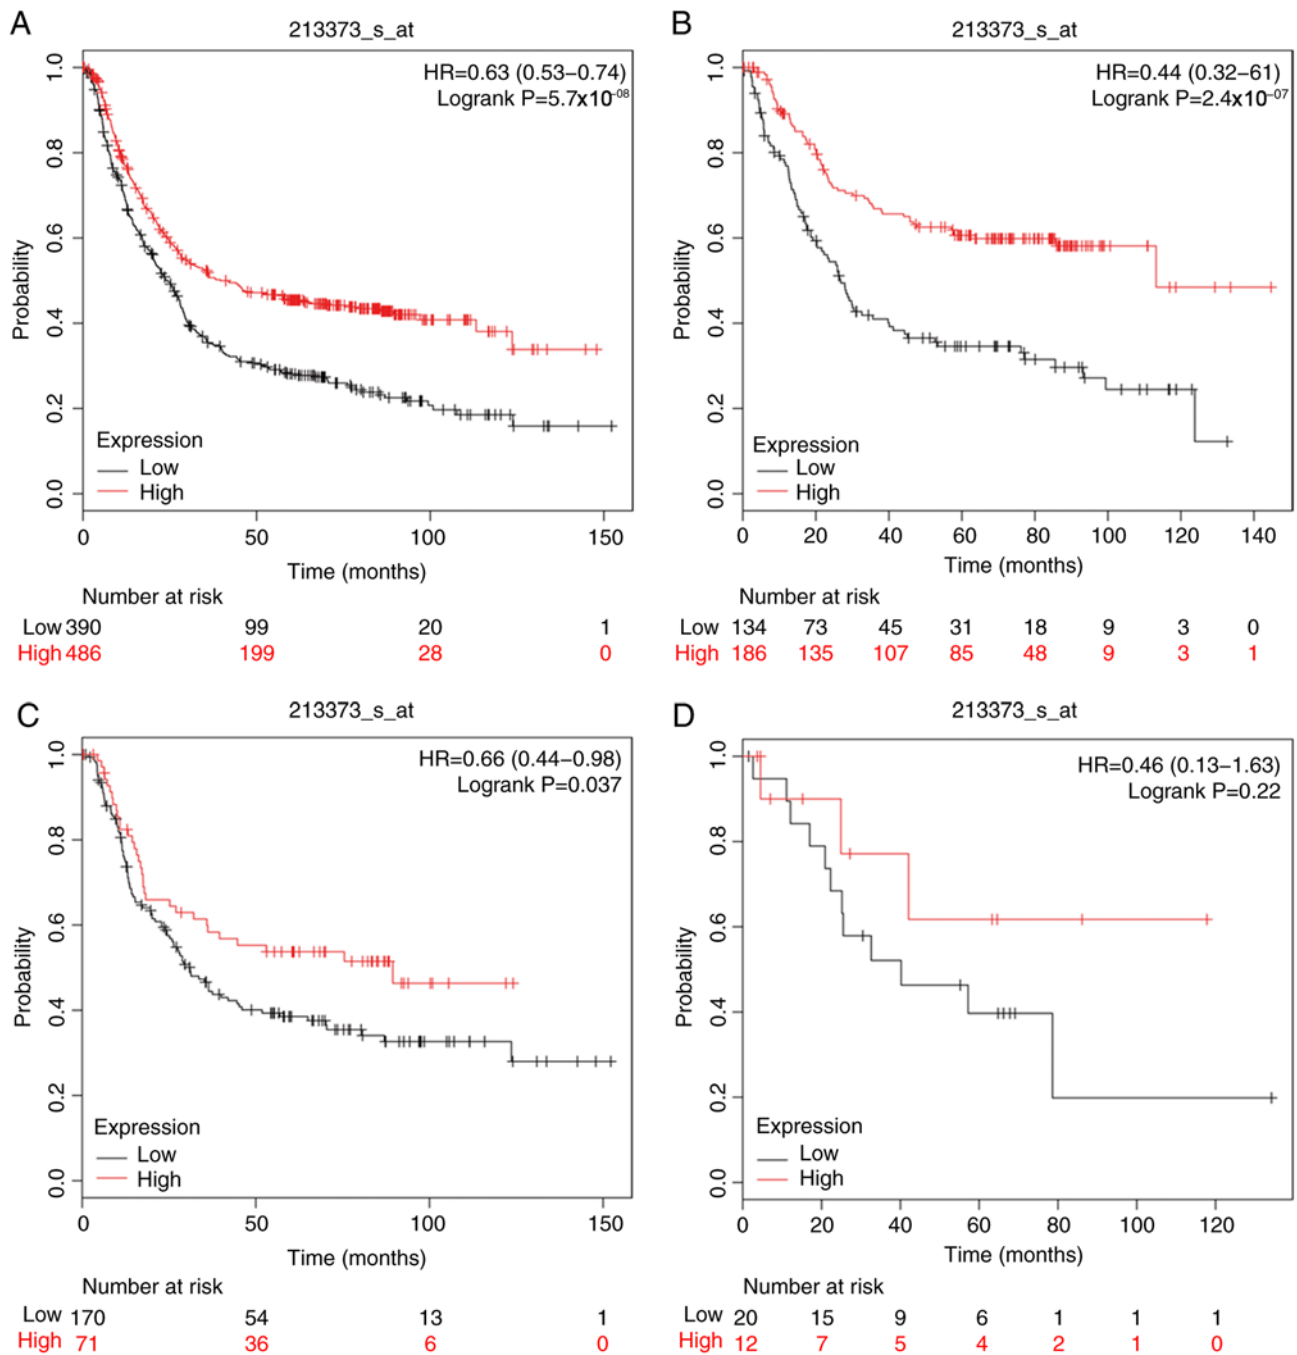 A
213373_s_at
HR=0.63 (0.53–0.74)
Logrank P=5.7x10⁻⁰⁸
Probability
1.0
0.8
0.6
0.4
0.2
0.0
Expression
Low
High
0 50 100 150
Time (months)
Number at risk
Low 390 99 20 1
High 486 199 28 0
B
213373_s_at
HR=0.44 (0.32–61)
Logrank P=2.4x10⁻⁰⁷
Probability
1.0
0.8
0.6
0.4
0.2
0.0
Expression
Low
High
0 20 40 60 80 100 120 140
Time (months)
Number at risk
Low 134 73 45 31 18 9 3 0
High 186 135 107 85 48 9 3 1
C
213373_s_at
HR=0.66 (0.44–0.98)
Logrank P=0.037
Probability
1.0
0.8
0.6
0.4
0.2
0.0
Expression
Low
High
0 50 100 150
Time (months)
Number at risk
Low 170 54 13 1
High 71 36 6 0
D
213373_s_at
HR=0.46 (0.13–1.63)
Logrank P=0.22
Probability
1.0
0.8
0.6
0.4
0.2
0.0
Expression
Low
High
0 20 40 60 80 100 120
Time (months)
Number at risk
Low 20 15 9 6 1 1 1
High 12 7 5 4 2 1 0